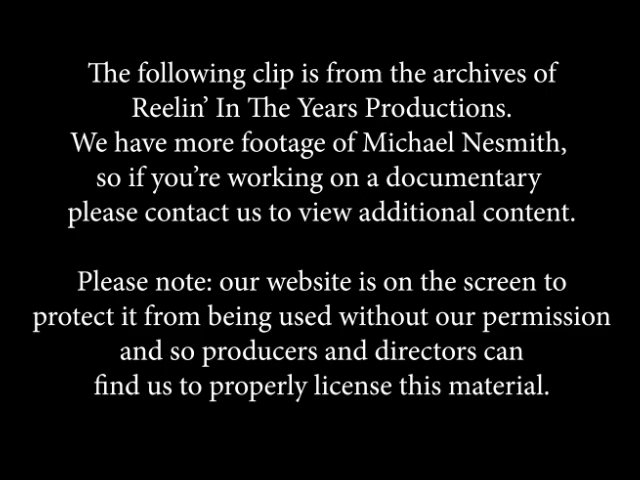 The following clip is from the archives of
Reelin’ In The Years Productions.
We have more footage of Michael Nesmith,
so if you’re working on a documentary
please contact us to view additional content.
Please note: our website is on the screen to
protect it from being used without our permission
and so producers and directors can
find us to properly license this material.